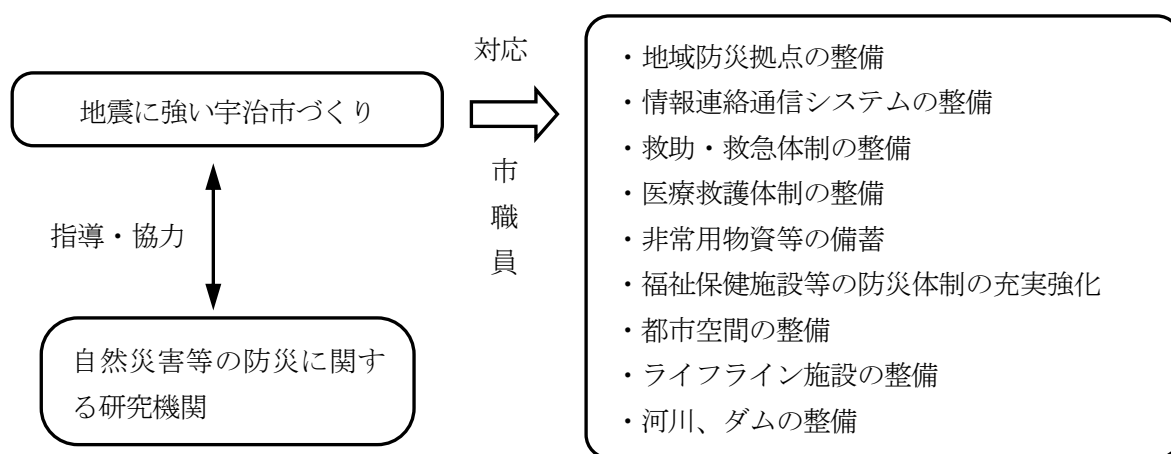 地震に強い宇治市づくり
指導・協力
自然災害等の防災に関す
る研究機関
対応
市職員
・地域防災拠点の整備
・情報連絡通信システムの整備
・救助・救急体制の整備
・医療救護体制の整備
・非常用物資等の備蓄
・福祉保健施設等の防災体制の充実強化
・都市空間の整備
・ライフライン施設の整備
・河川、ダムの整備